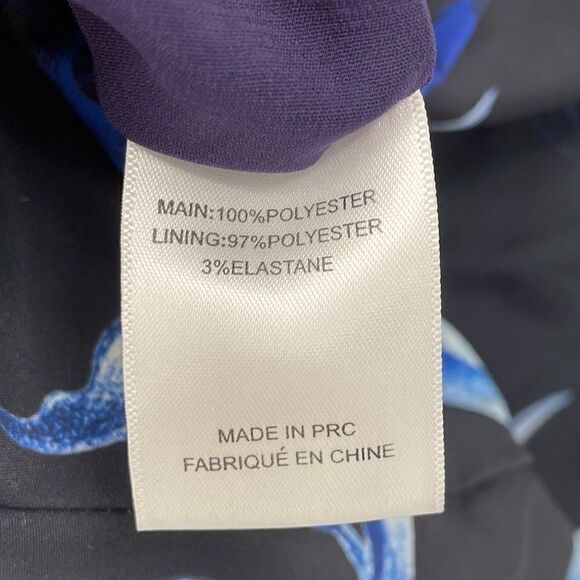 MAIN:100%POLYESTER
LINING:97%POLYESTER
3%ELASTANE
MADE IN PRC
FABRIQUÉ EN CHINE